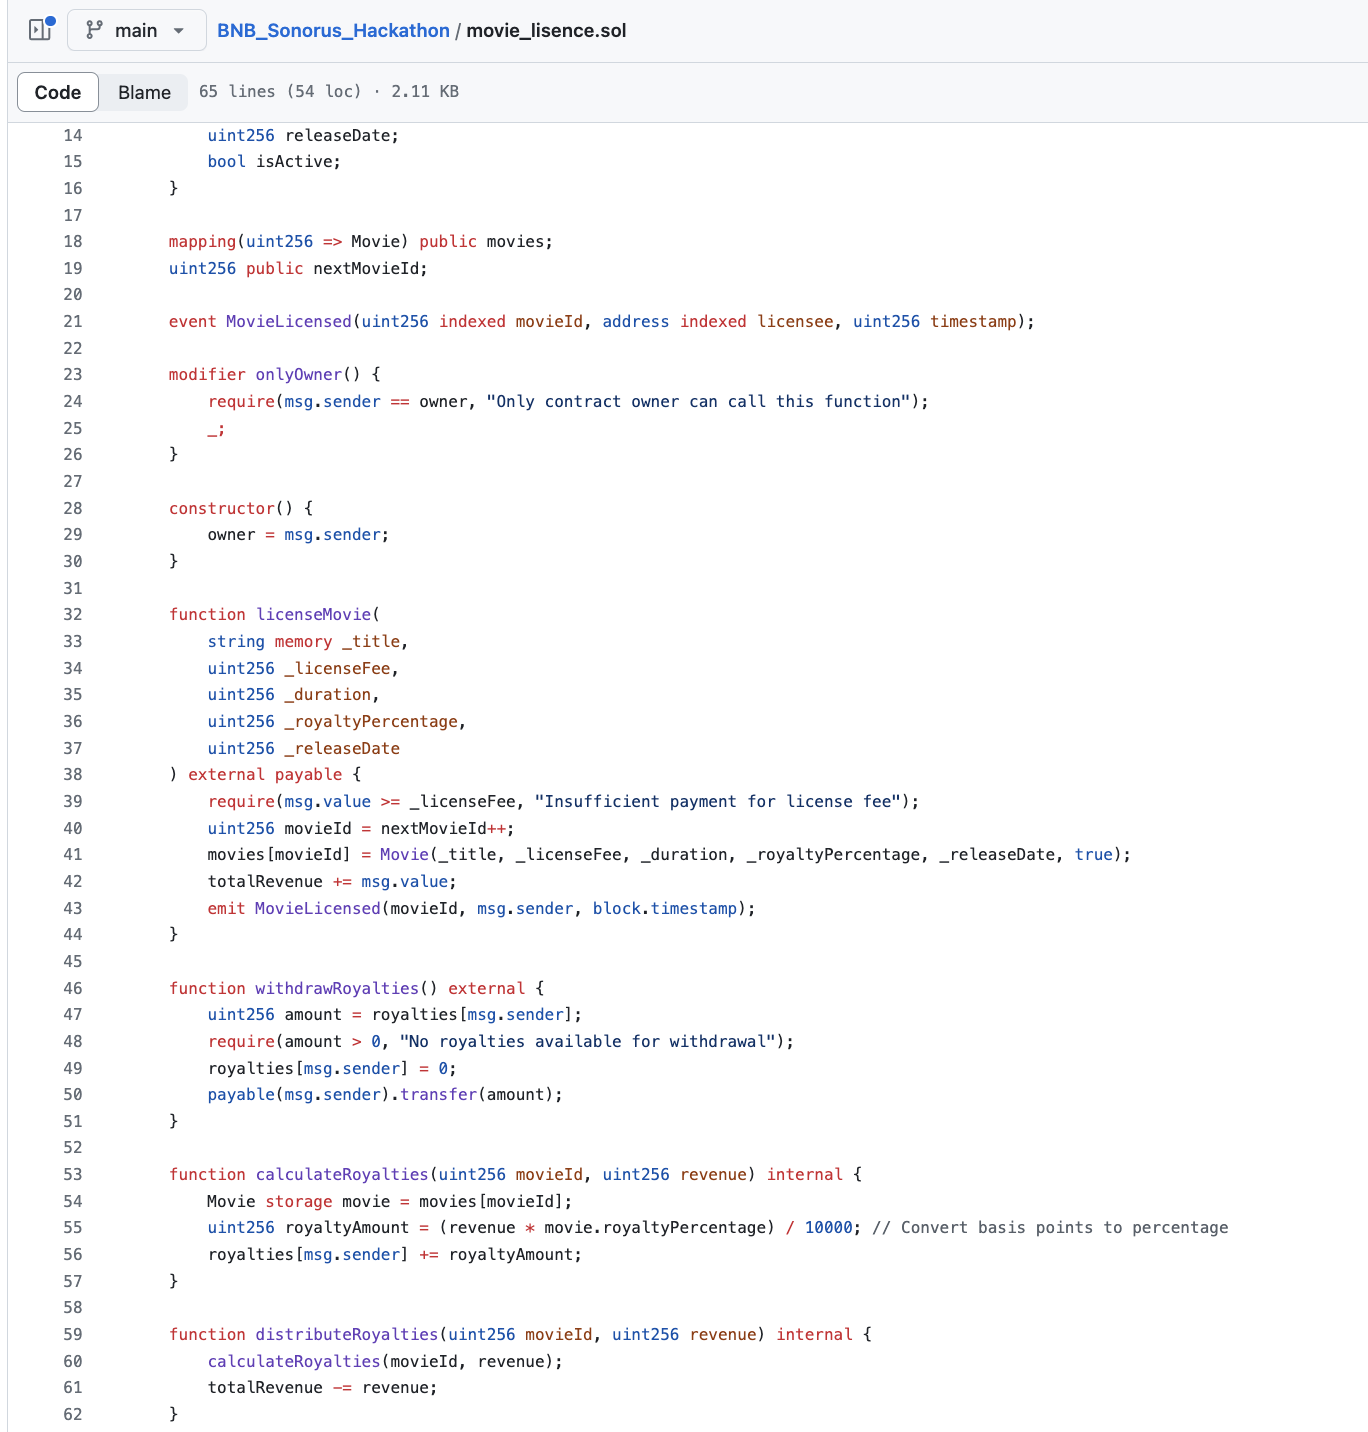 main
BNB_Sonorus_Hackathon / movie_lisence.sol
Code Blame 65 lines (54 loc) · 2.11 KB
14 uint256 releaseDate;
15 bool isActive;
16 }
17
18 mapping(uint256 => Movie) public movies;
19 uint256 public nextMovieId;
20
21 event MovieLicensed(uint256 indexed movieId, address indexed licensee, uint256 timestamp);
22
23 modifier onlyOwner() {
24 require(msg.sender == owner, "Only contract owner can call this function");
25 _;
26 }
27
28 constructor() {
29 owner = msg.sender;
30 }
31
32 function licenseMovie(
33 string memory _title,
34 uint256 _licenseFee,
35 uint256 _duration,
36 uint256 _royaltyPercentage,
37 uint256 _releaseDate
38 ) external payable {
39 require(msg.value >= _licenseFee, "Insufficient payment for license fee");
40 uint256 movieId = nextMovieId++;
41 movies[movieId] = Movie(_title, _licenseFee, _duration, _royaltyPercentage, _releaseDate, true);
42 totalRevenue += msg.value;
43 emit MovieLicensed(movieId, msg.sender, block.timestamp);
44 }
45
46 function withdrawRoyalties() external {
47 uint256 amount = royalties[msg.sender];
48 require(amount > 0, "No royalties available for withdrawal");
49 royalties[msg.sender] = 0;
50 payable(msg.sender).transfer(amount);
51 }
52
53 function calculateRoyalties(uint256 movieId, uint256 revenue) internal {
54 Movie storage movie = movies[movieId];
55 uint256 royaltyAmount = (revenue * movie.royaltyPercentage) / 10000; // Convert basis points to percentage
56 royalties[msg.sender] += royaltyAmount;
57 }
58
59 function distributeRoyalties(uint256 movieId, uint256 revenue) internal {
60 calculateRoyalties(movieId, revenue);
61 totalRevenue -= revenue;
62 }